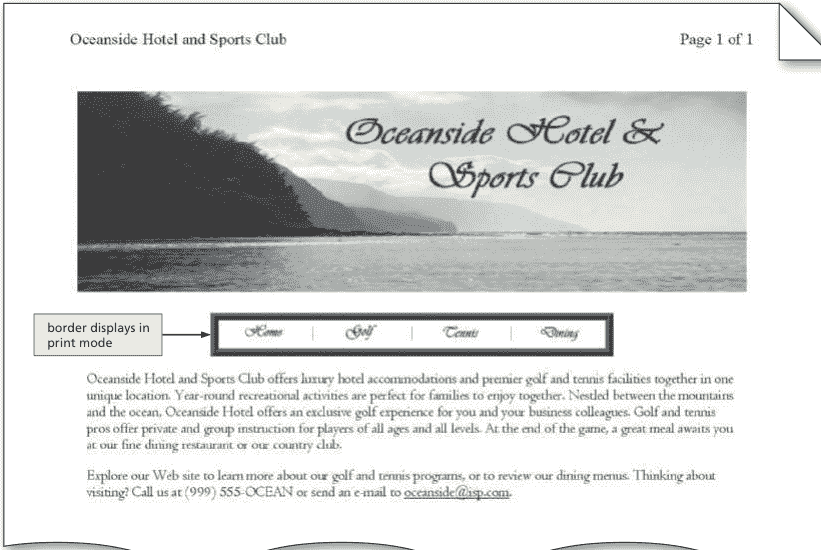 Oceanside Hotel and Sports Club Page 1 of 1
Oceanside Hotel &
Sports Club
border displays in
print mode
Home | Golf | Tennis | Dining
Oceanside Hotel and Sports Club offers luxury hotel accommodations and premier golf and tennis facilities together in one
unique location. Year-round recreational activities are perfect for families to enjoy together. Nestled between the mountains
and the ocean, Oceanside Hotel offers an exclusive golf experience for you and your business colleagues. Golf and tennis
pros offer private and group instruction for players of all ages and all levels. At the end of the game, a great meal awaits you
at our fine dining restaurant or our country club.
Explore our Web site to learn more about our golf and tennis programs, or to review our dining menus. Thinking about
visiting? Call us at (999) 555-OCEAN or send an e-mail to oceanside@isp.com.